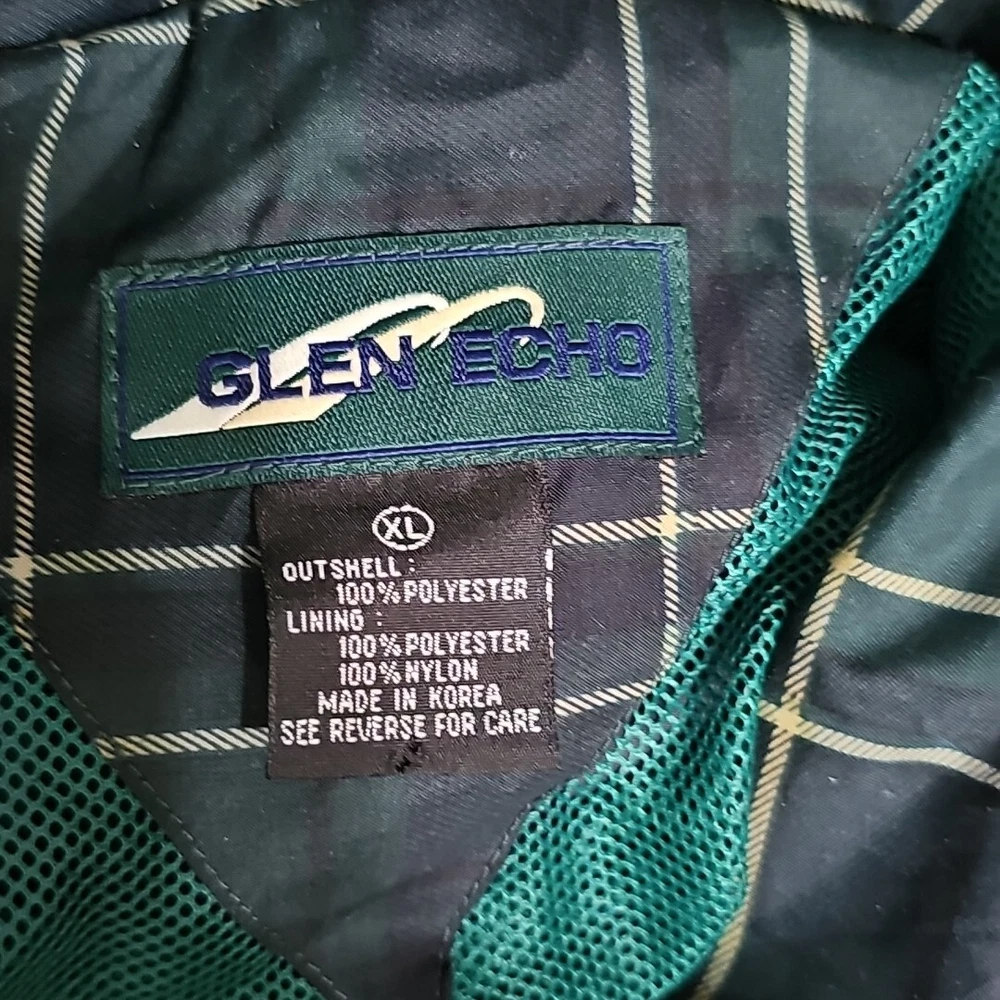 GLEN ECHO
XL
OUTSHELL:
100% POLYESTER
LINING :
100% POLYESTER
100% NYLON
MADE IN KOREA
SEE REVERSE FOR CARE